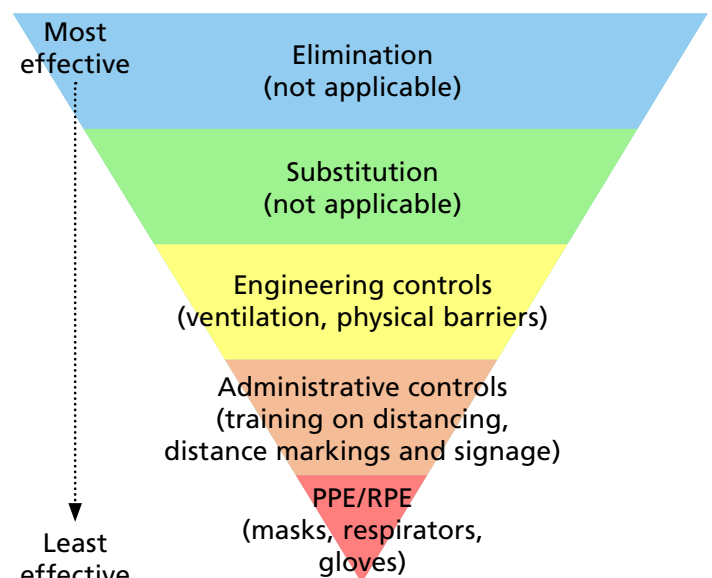 Most
effective
Elimination
(not applicable)
Substitution
(not applicable)
Engineering controls
(ventilation, physical barriers)
Administrative controls
(training on distancing,
distance markings and signage)
PPE/RPE
(masks, respirators,
gloves)
Least
effective